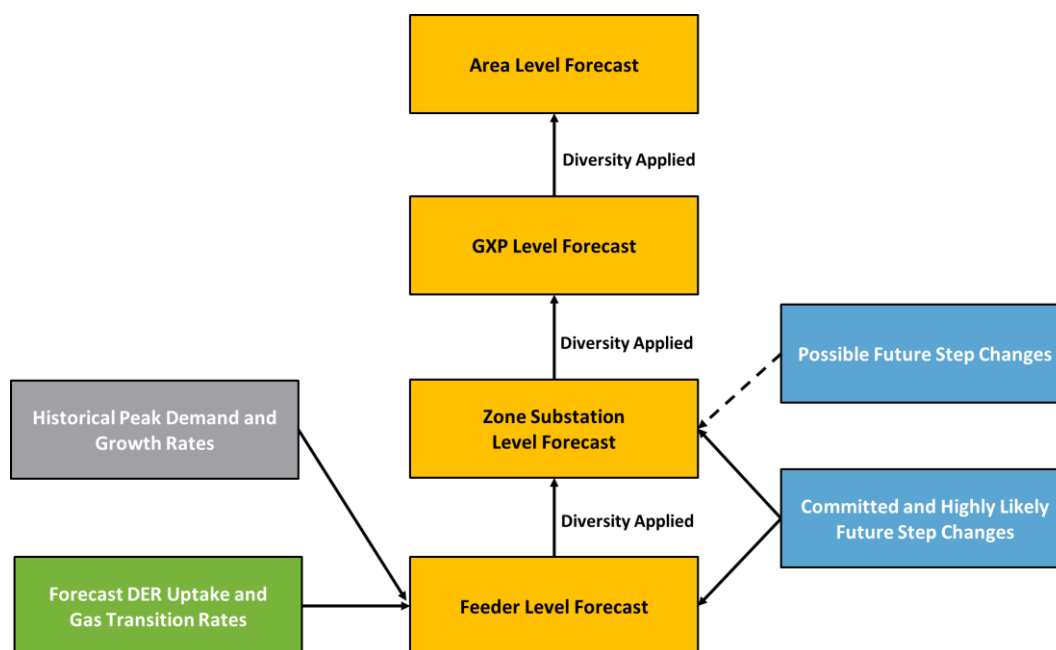 Area Level Forecast
Diversity Applied
GXP Level Forecast
Diversity Applied
Possible Future Step Changes
Historical Peak Demand and
Growth Rates
Zone Substation
Level Forecast
Committed and Highly Likely
Future Step Changes
Diversity Applied
Forecast DER Uptake and
Gas Transition Rates
Feeder Level Forecast